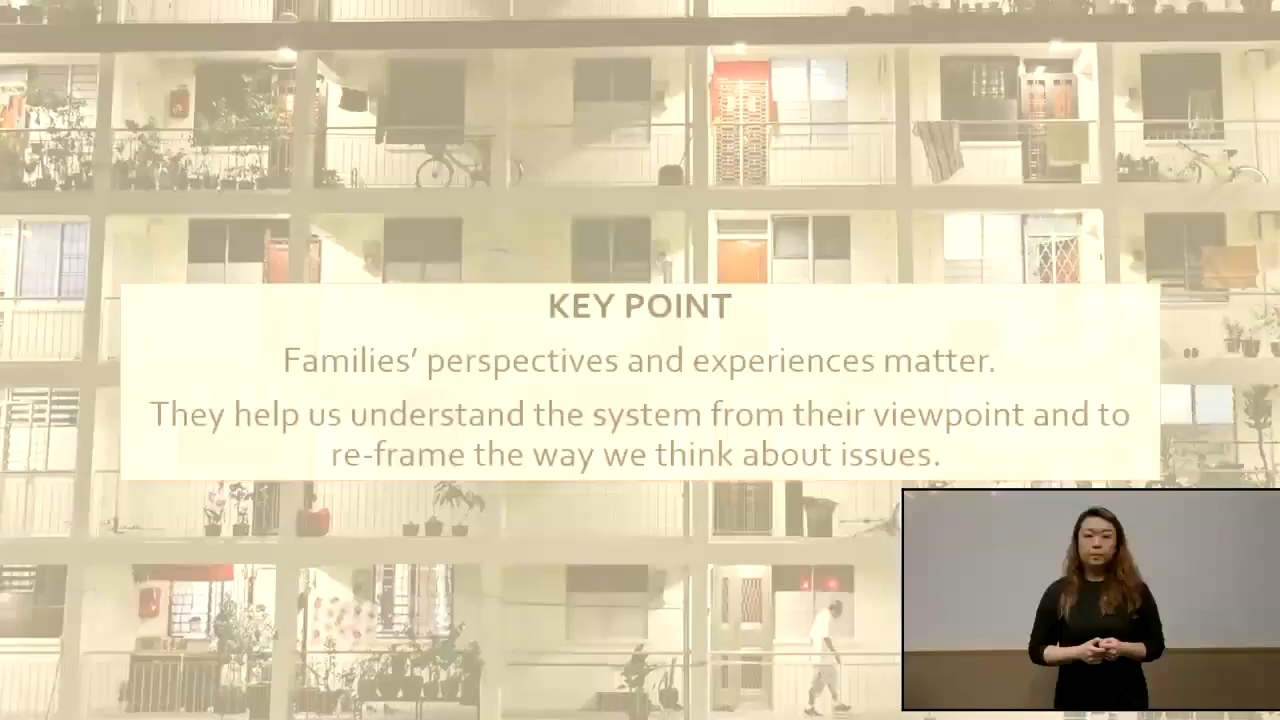 KEY POINT
Families’ perspectives and experiences matter.
They help us understand the system from their viewpoint and to
re-frame the way we think about issues.